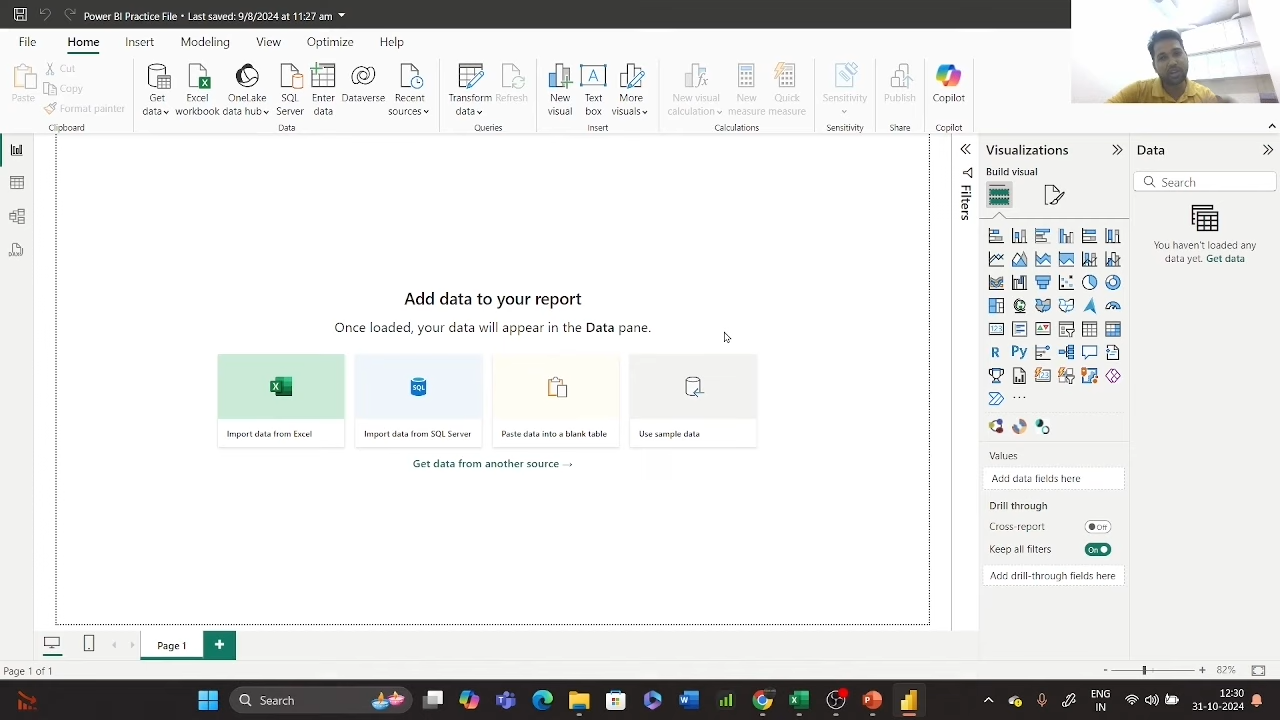 Power BI Practice File • Last saved: 9/8/2024 at 11:27 am
File Home Insert Modeling View Optimize Help
Paste
Cut
Copy
Format painter
Clipboard
Get data
Excel workbook
OneLake data hub
SQL Server
Enter data
Dataverse
Recent sources
Data
Transform data
Refresh
Queries
New visual
Text box
More visuals
Insert
New visual calculation
New measure
Quick measure
Calculations
Sensitivity
Sensitivity
Publish
Share
Copilot
Copilot
Add data to your report
Once loaded, your data will appear in the Data pane.
X
SQL
Import data from Excel
Import data from SQL Server
Paste data into a blank table
Use sample data
Get data from another source →
Filters
Visualizations
Build visual
123
R
Py
...
Values
Add data fields here
Drill through
Cross-report
Off
Keep all filters
On
Add drill-through fields here
Data
Search
You haven't loaded any
data yet. Get data
Page 1
+
Page 1 of 1
- + 82%
Search
ENG
IN
12:30
31-10-2024